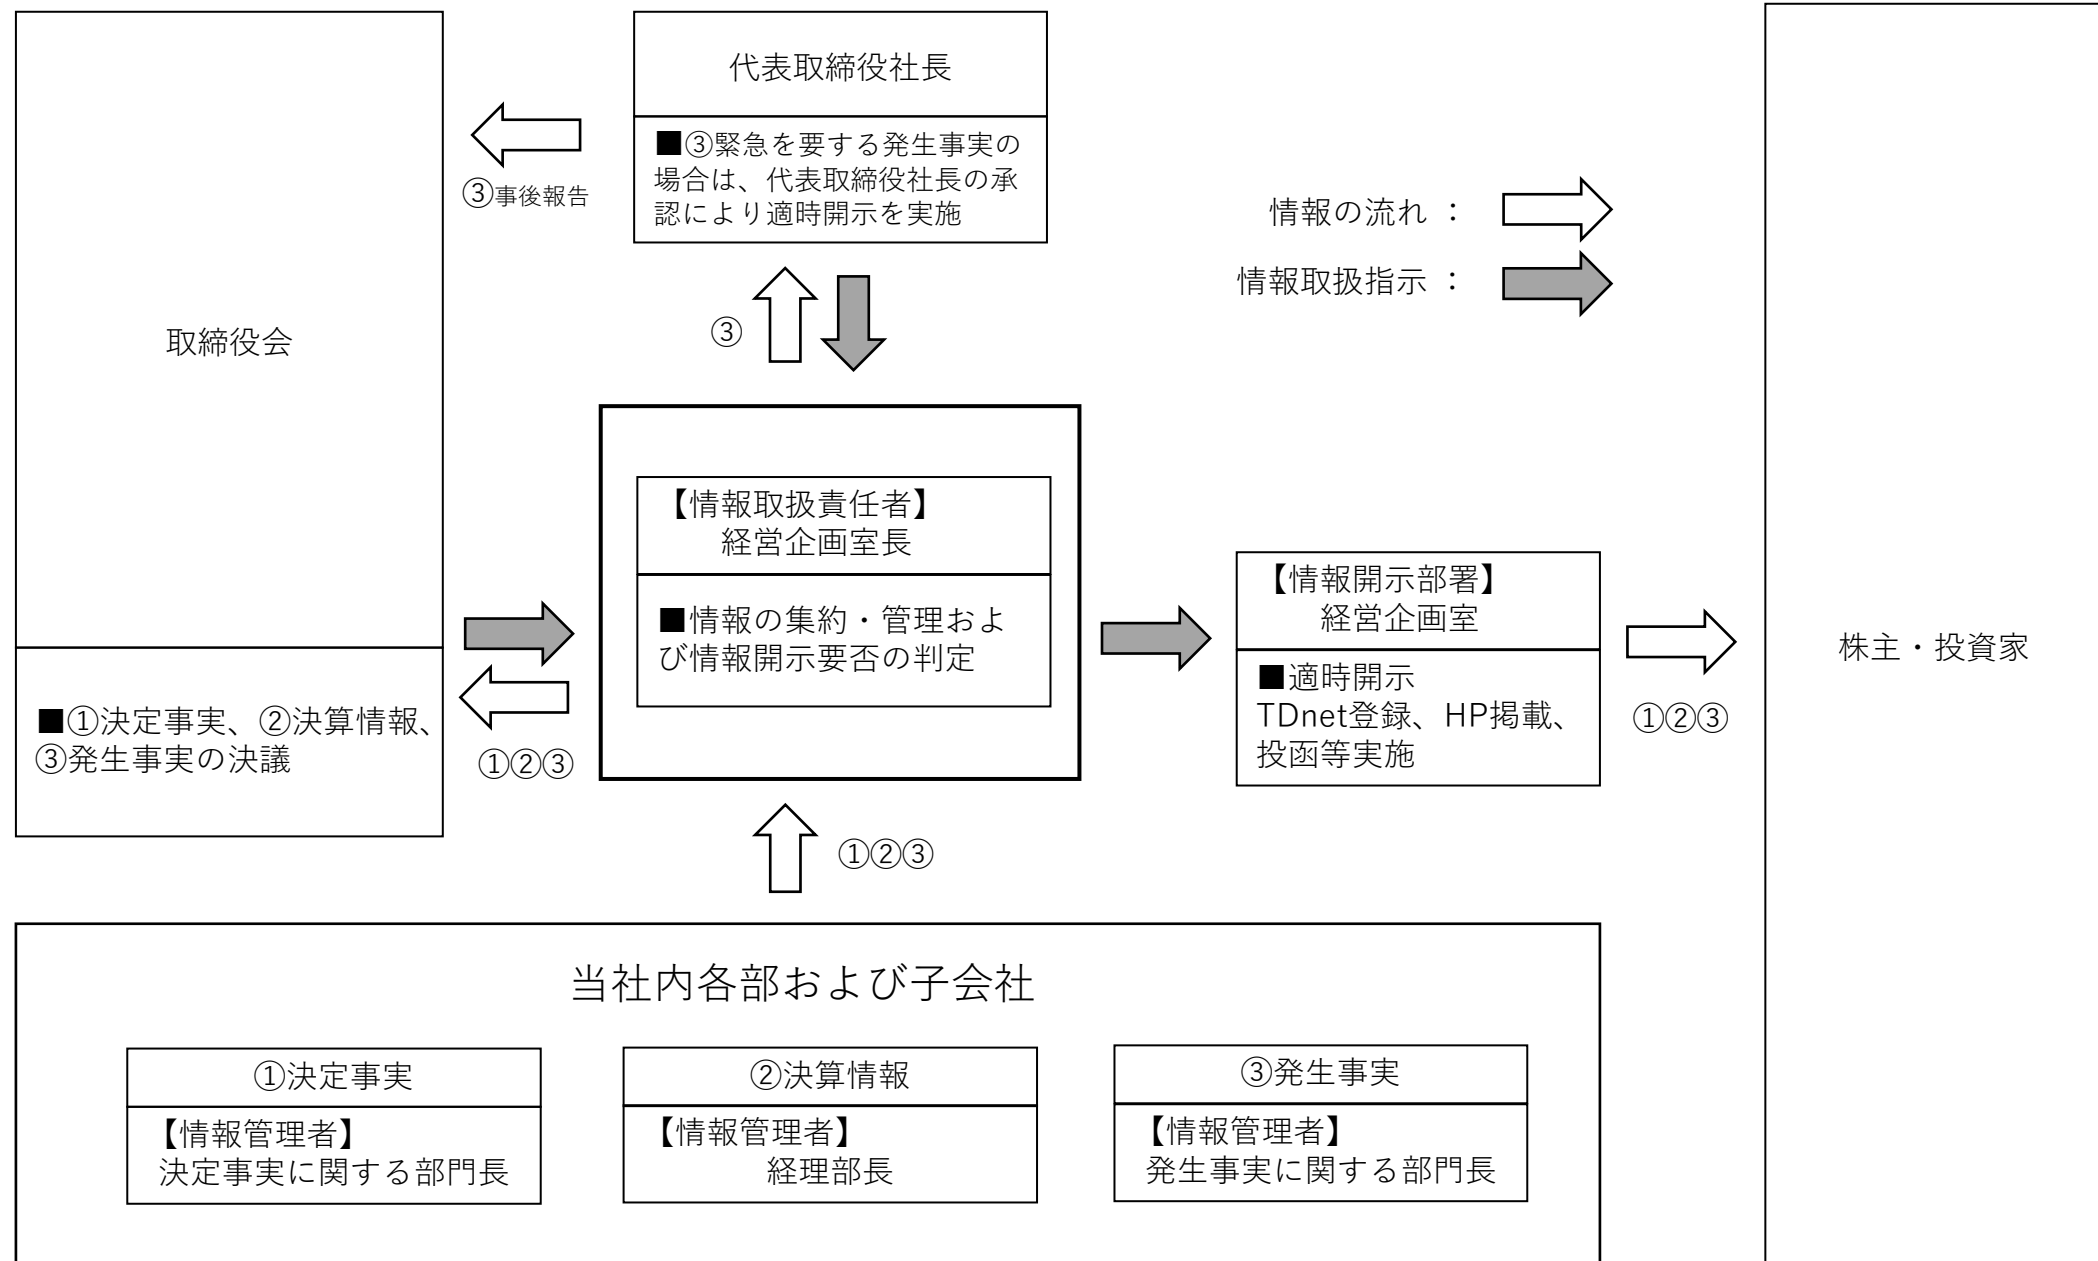 代表取締役社長
■③緊急を要する発生事実の
場合は、代表取締役社長の承
認により適時開示を実施
③事後報告
情報の流れ ：
情報取扱指示 ：
③
取締役会
■①決定事実、②決算情報、
③発生事実の決議
①②③
【情報取扱責任者】
経営企画室長
■情報の集約・管理およ
び情報開示要否の判定
【情報開示部署】
経営企画室
■適時開示
TDnet登録、HP掲載、
投函等実施
①②③
株主・投資家
①②③
当社内各部および子会社
①決定事実
【情報管理者】
決定事実に関する部門長
②決算情報
【情報管理者】
経理部長
③発生事実
【情報管理者】
発生事実に関する部門長